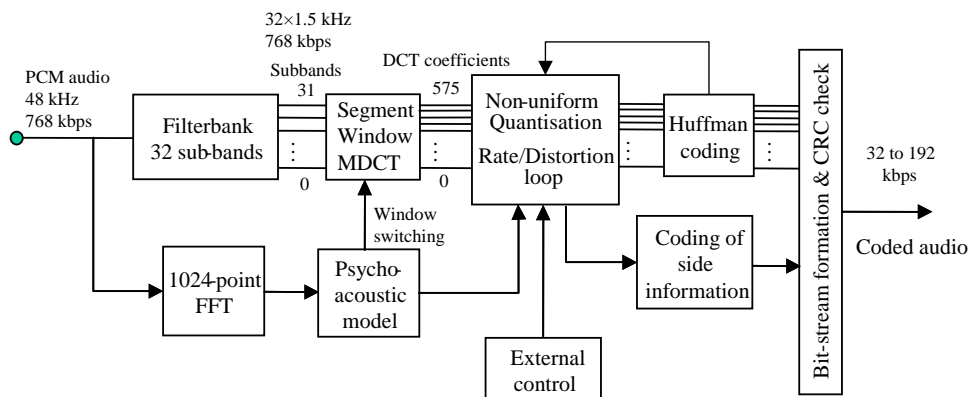 32×1.5 kHz
768 kbps
PCM audio
48 kHz
768 kbps
Subbands
31
DCT coefficients
575
Filterbank
32 sub-bands
Segment
Window
MDCT
Non-uniform
Quantisation
Rate/Distortion
loop
Huffman
coding
0
0
Bit-stream formation & CRC check
32 to 192
kbps
Coded audio
Window
switching
1024-point
FFT
Psycho-
acoustic
model
Coding of
side
information
External
control